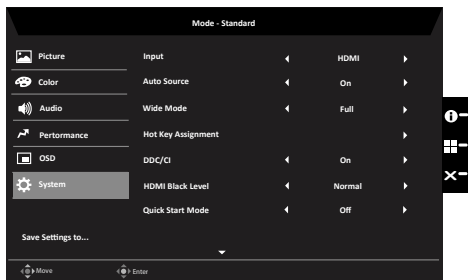 Mode - Standard
Picture
Input HDMI
Color
Auto Source On
Audio
Wide Mode Full
Pertormance
Hot Key Assignment
OSD
DDC/CI On
System
HDMI Black Level Normal
Quick Start Mode Off
Save Settings to...
Move Enter